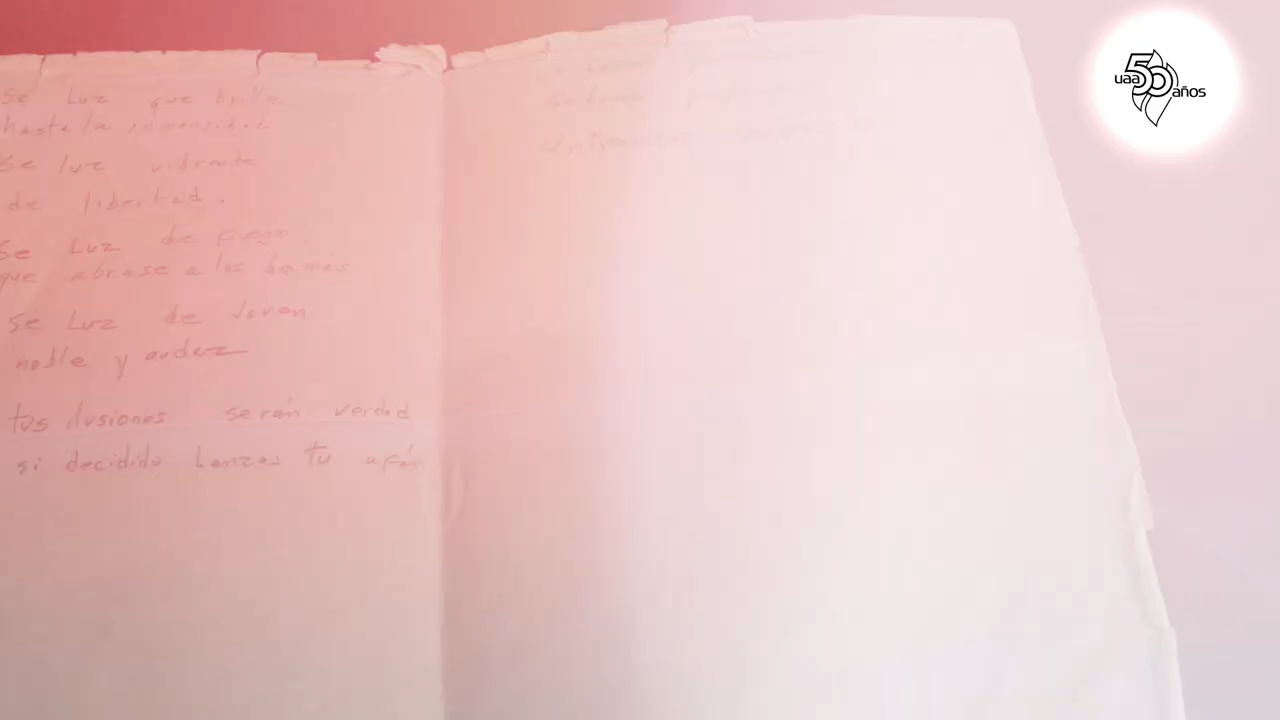 se Luz que brille
hasta la inmensidad
se luz vibrante
de libertad.
se Luz de fuego
que abrase a los demás
se Luz de Joven
noble y audaz
tus ilusiones serán verdad
si decidido Lanzas tu afán
uaa 50 años